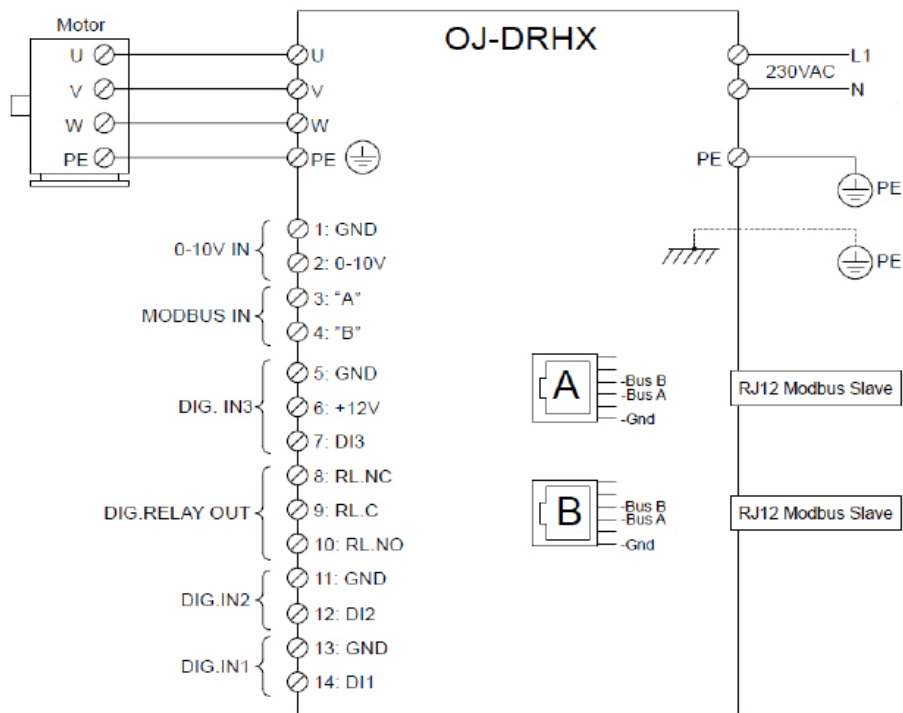 OJ-DRHX
Motor
U
V
W
PE
U
V
W
PE
L1
230VAC
N
PE
PE
PE
0-10V IN
1: GND
2: 0-10V
MODBUS IN
3: "A"
4: "B"
DIG. IN3
5: GND
6: +12V
7: DI3
DIG.RELAY OUT
8: RL.NC
9: RL.C
10: RL.NO
DIG.IN2
11: GND
12: DI2
DIG.IN1
13: GND
14: DI1
A
-Bus B
-Bus A
-Gnd
RJ12 Modbus Slave
B
-Bus B
-Bus A
-Gnd
RJ12 Modbus Slave